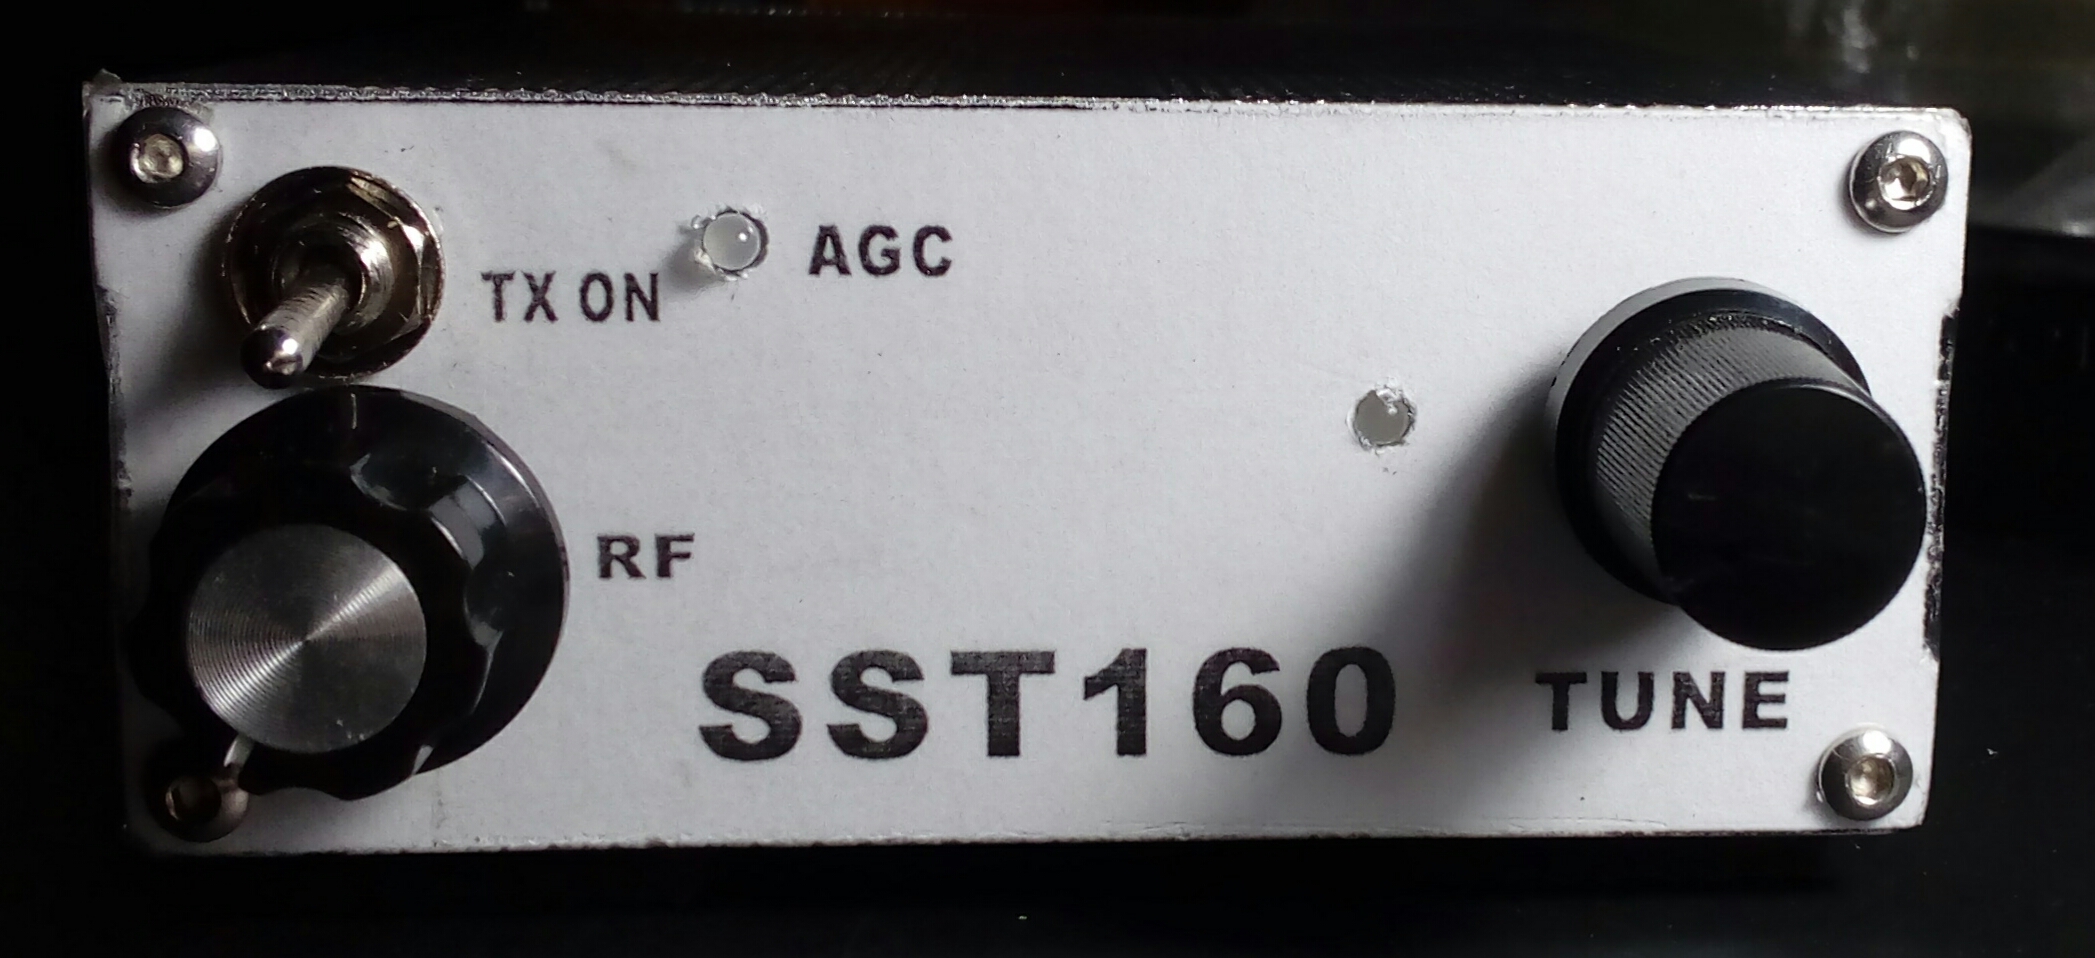 AGC
TX ON
RF
SST160
TUNE